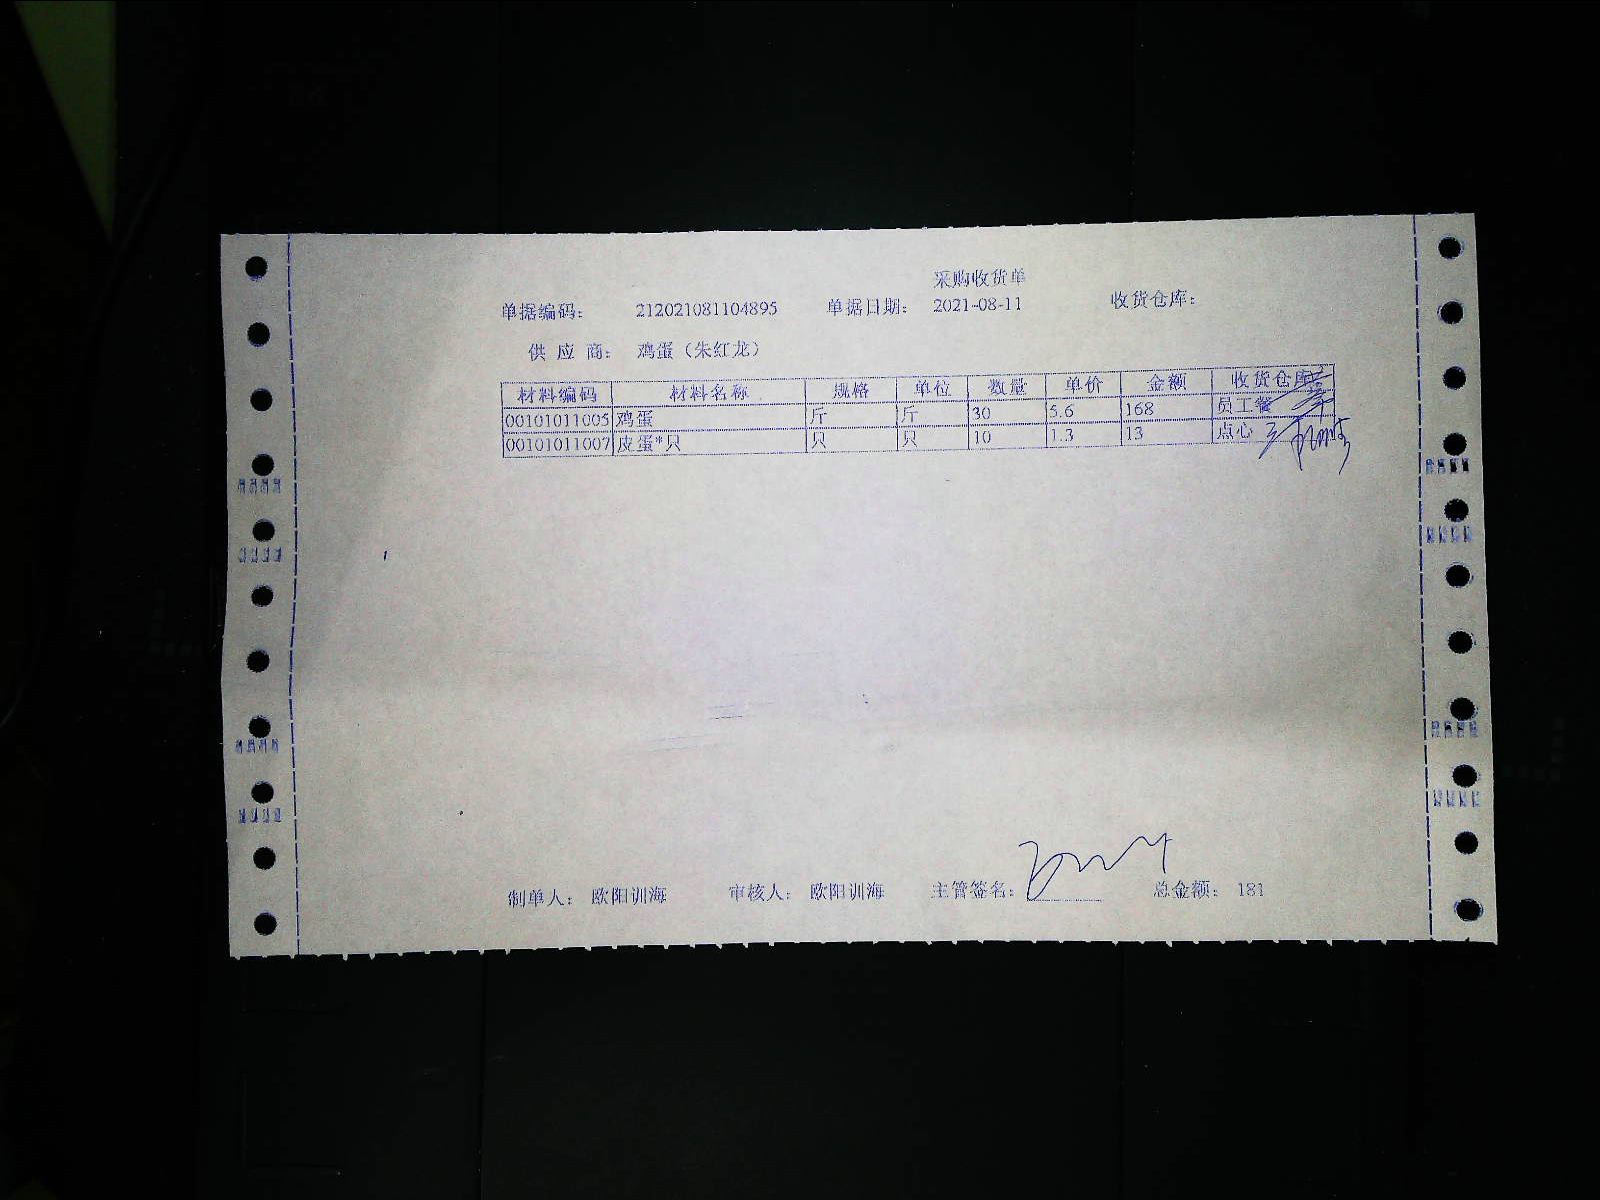 采购收货单
单据编码： 212021081104895 单据日期： 2021-08-11 收货仓库：
供 应 商： 鸡蛋（朱红龙）
材料编码 材料名称 规格 单位 数量 单价 金额 收货仓库
00101011005 鸡蛋 斤 斤 30 5.6 168 员工餐
00101011007 皮蛋*只 只 只 10 1.3 13 点心
制单人： 欧阳训海 审核人： 欧阳训海 主管签名： 总金额： 181